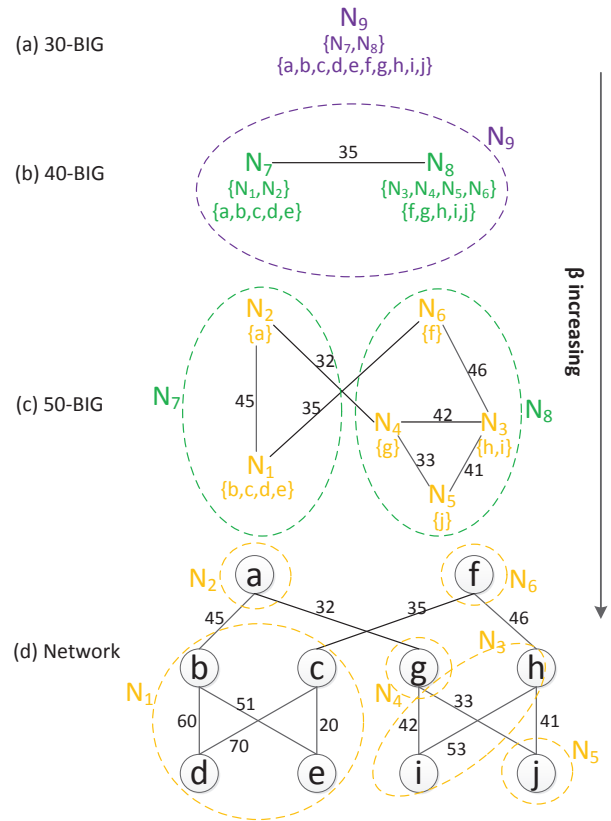 N₉
(a) 30-BIG
{N₇,N₈}
{a,b,c,d,e,f,g,h,i,j}
N₉
35
(b) 40-BIG
N₇
N₈
{N₁,N₂}
{N₃,N₄,N₅,N₆}
{a,b,c,d,e}
{f,g,h,i,j}
β increasing
N₂
N₆
{a}
{f}
32
46
(c) 50-BIG
N₇
45
35
N₄
42
N₃
N₈
{g}
{h,i}
33
41
N₁
{b,c,d,e}
N₅
{j}
N₂
a
f
N₆
45
32
35
46
(d) Network
N₃
b
c
g
h
N₁
N₄
51
33
60
20
42
41
70
53
N₅
d
e
i
j